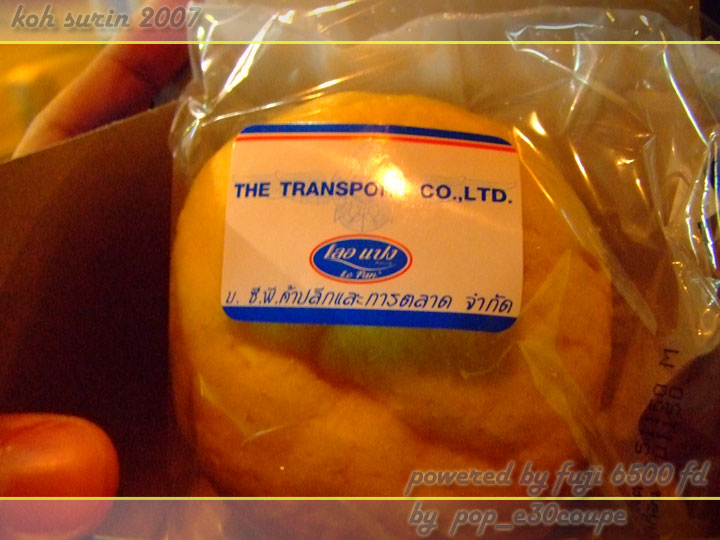 koh surin 2007
THE TRANSPORT CO.,LTD.
เลอ แปง
Le Pan
บ. ซี.พี.ค้าปลีกและการตลาด จำกัด
powered by fuji 6500 fd
by pop_e30coupe